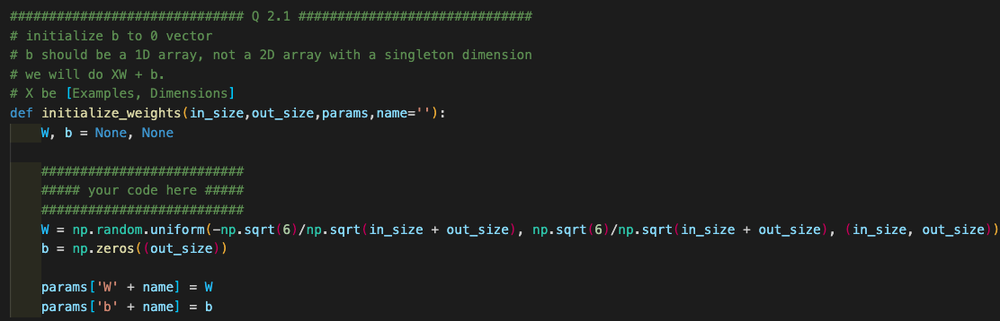 ############################## Q 2.1 ##############################
# initialize b to 0 vector
# b should be a 1D array, not a 2D array with a singleton dimension
# we will do XW + b.
# X be [Examples, Dimensions]
def initialize_weights(in_size,out_size,params,name=''):
    W, b = None, None
    ##########################
    ##### your code here #####
    ##########################
    W = np.random.uniform(-np.sqrt(6)/np.sqrt(in_size + out_size), np.sqrt(6)/np.sqrt(in_size + out_size), (in_size, out_size))
    b = np.zeros((out_size))
    params['W' + name] = W
    params['b' + name] = b